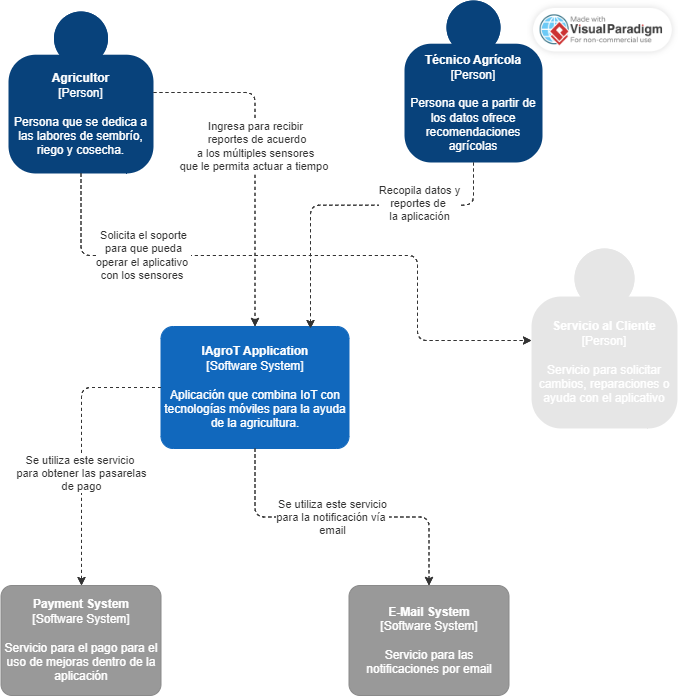 Made with
VisualParadigm
For non-commercial use
Agricultor
[Person]
Persona que se dedica a
las labores de sembrío,
riego y cosecha.
Técnico Agrícola
[Person]
Persona que a partir de
los datos ofrece
recomendaciones
agrícolas
Ingresa para recibir
reportes de acuerdo
a los múltiples sensores
que le permita actuar a tiempo
Recopila datos y
reportes de
la aplicación
Solicita el soporte
para que pueda
operar el aplicativo
con los sensores
Servicio al Cliente
[Person]
Servicio para solicitar
cambios, reparaciones o
ayuda con el aplicativo
IAgroT Application
[Software System]
Aplicación que combina IoT con
tecnologías móviles para la ayuda
de la agricultura.
Se utiliza este servicio
para obtener las pasarelas
de pago
Se utiliza este servicio
para la notificación vía
email
Payment System
[Software System]
Servicio para el pago para el
uso de mejoras dentro de la
aplicación
E-Mail System
[Software System]
Servicio para las
notificaciones por email